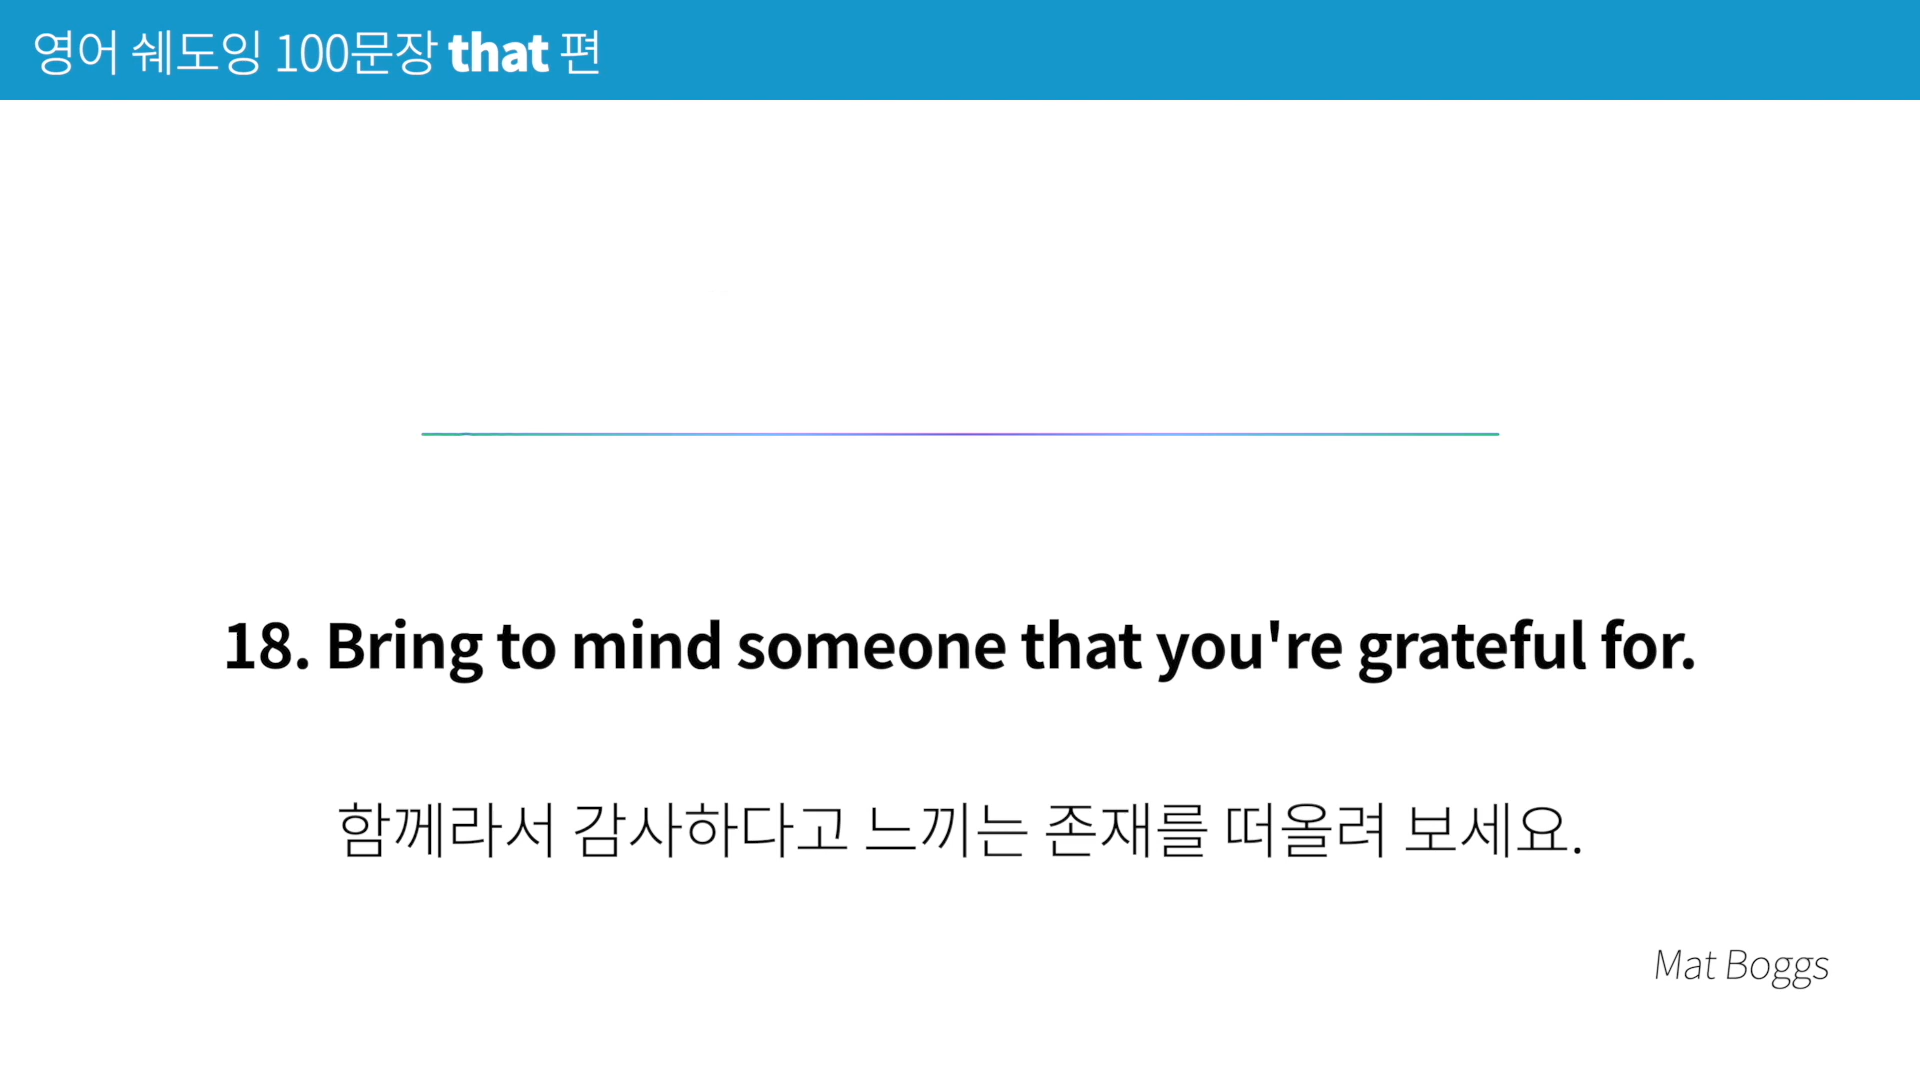 영어 쉐도잉 100문장 that 편
18. Bring to mind someone that you're grateful for.
함께라서 감사하다고 느끼는 존재를 떠올려 보세요.
Mat Boggs